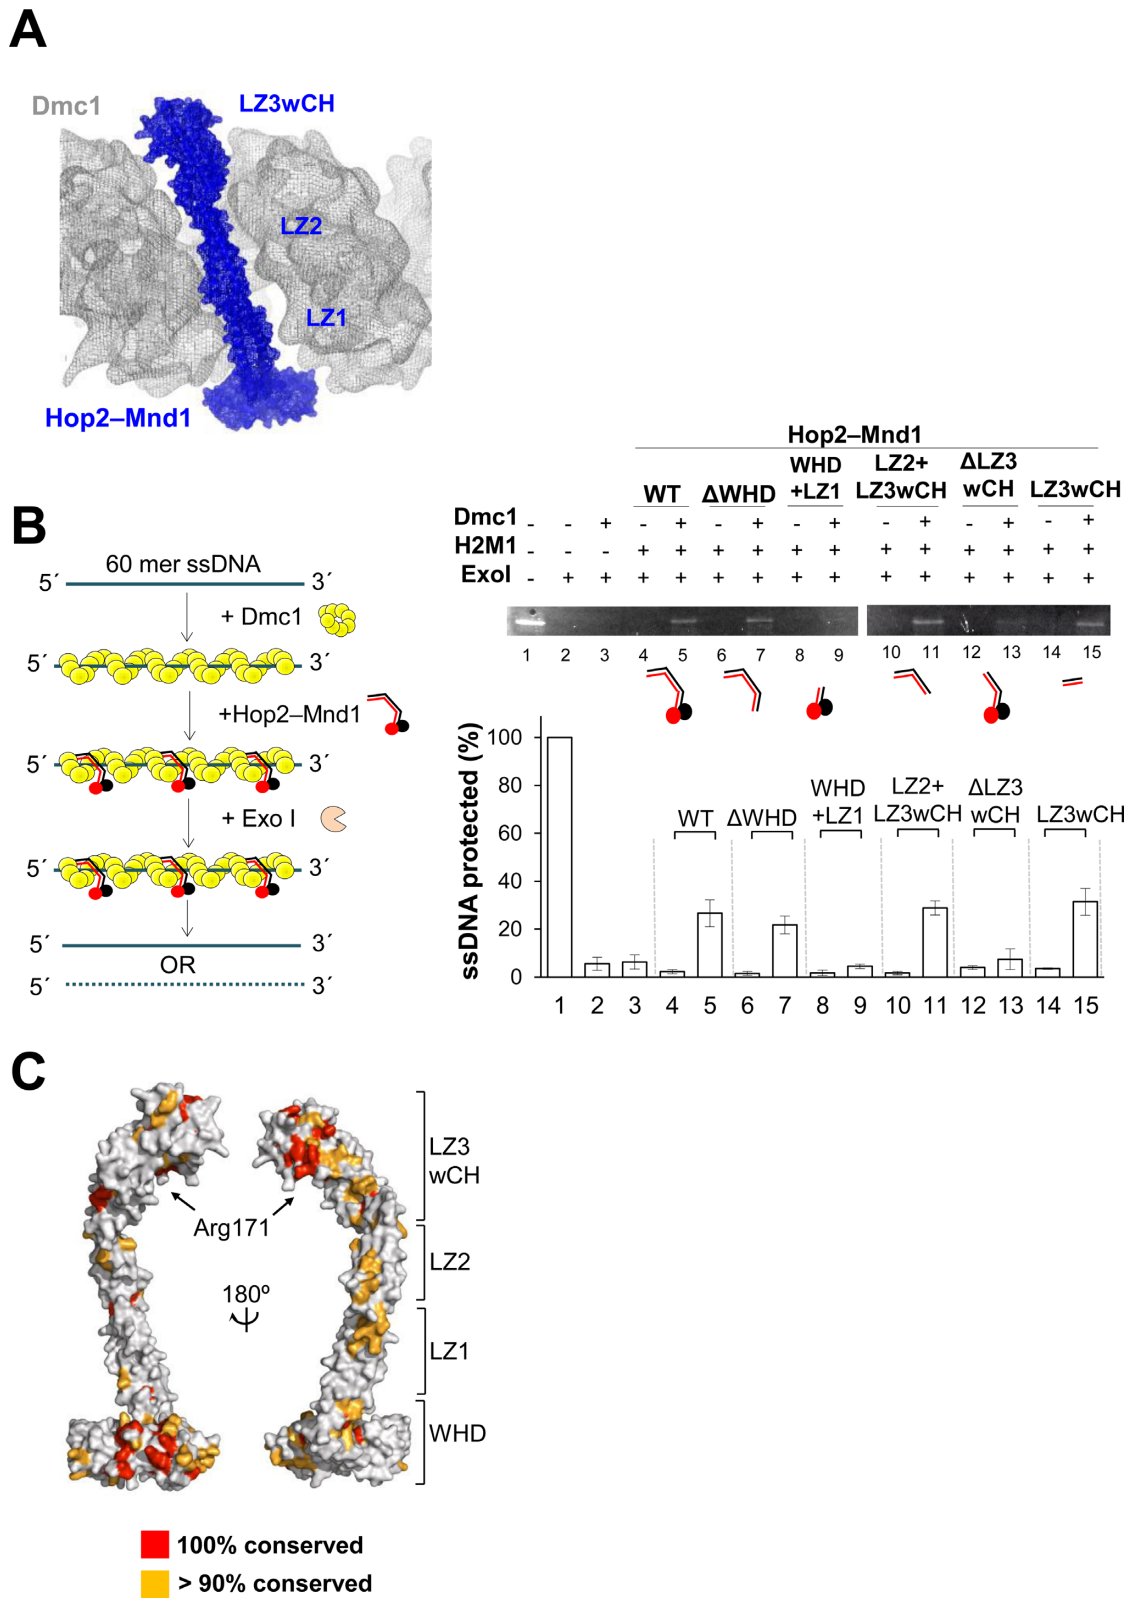 A
Dmc1
LZ3wCH
LZ2
LZ1
Hop2–Mnd1
B
60 mer ssDNA
5´ 3´
+ Dmc1
5´ 3´
+Hop2–Mnd1
5´ 3´
+ Exo I
5´ 3´
5´ 3´
OR
5´ 3´
Hop2–Mnd1
WT ΔWHD WHD +LZ1 LZ2+ LZ3wCH ΔLZ3 wCH LZ3wCH
Dmc1 - - + - + - + - + - + - + - +
H2M1 - - - + + + + + + + + + + + +
ExoI - + + + + + + + + + + + + + +
1 2 3 4 5 6 7 8 9 10 11 12 13 14 15
ssDNA protected (%)
100
80
60
40
20
0
WT ΔWHD WHD +LZ1 LZ2+ LZ3wCH ΔLZ3 wCH LZ3wCH
1 2 3 4 5 6 7 8 9 10 11 12 13 14 15
C
LZ3
wCH
Arg171
LZ2
180º
LZ1
WHD
100% conserved
> 90% conserved